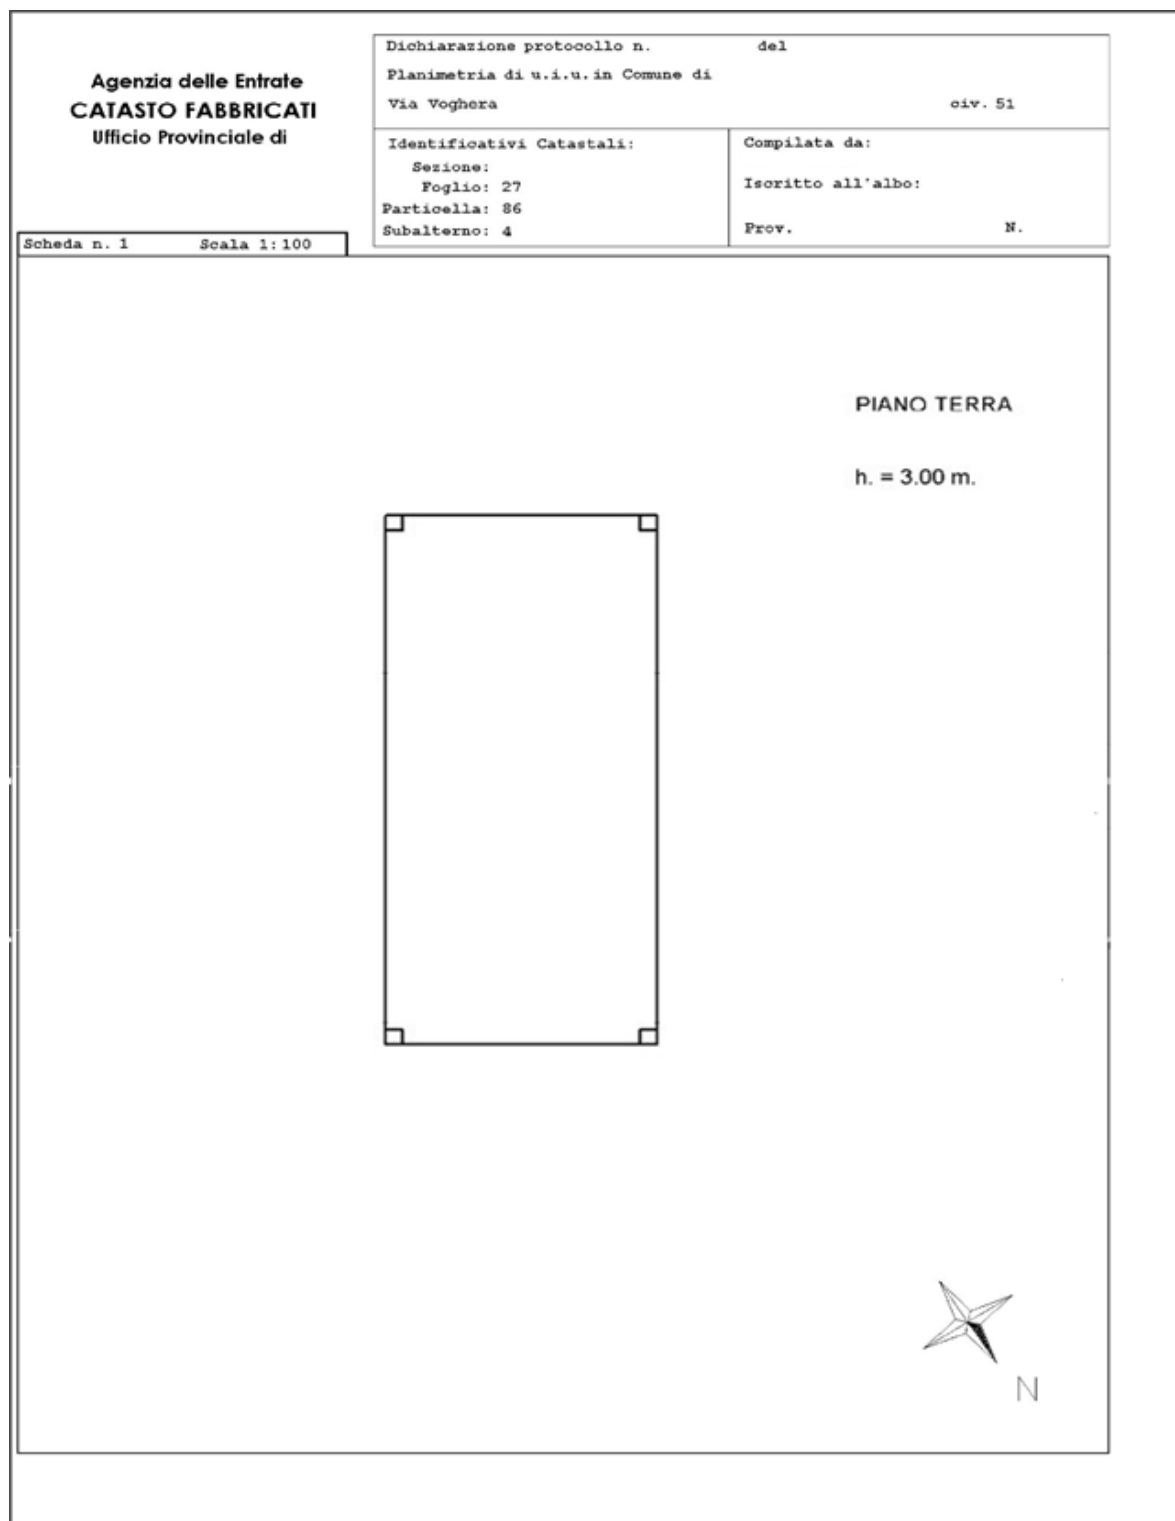 Agenzia delle Entrate
CATASTO FABBRICATI
Ufficio Provinciale di
Dichiarazione protocollo n. del
Planimetria di u.i.u. in Comune di
Via Voghera civ. 51
Identificativi Catastali:
Sezione:
Foglio: 27
Particella: 86
Subalterno: 4
Compilata da:
Iscritto all'albo:
Prov. N.
Scheda n. 1 Scala 1:100
PIANO TERRA
h. = 3.00 m.
N